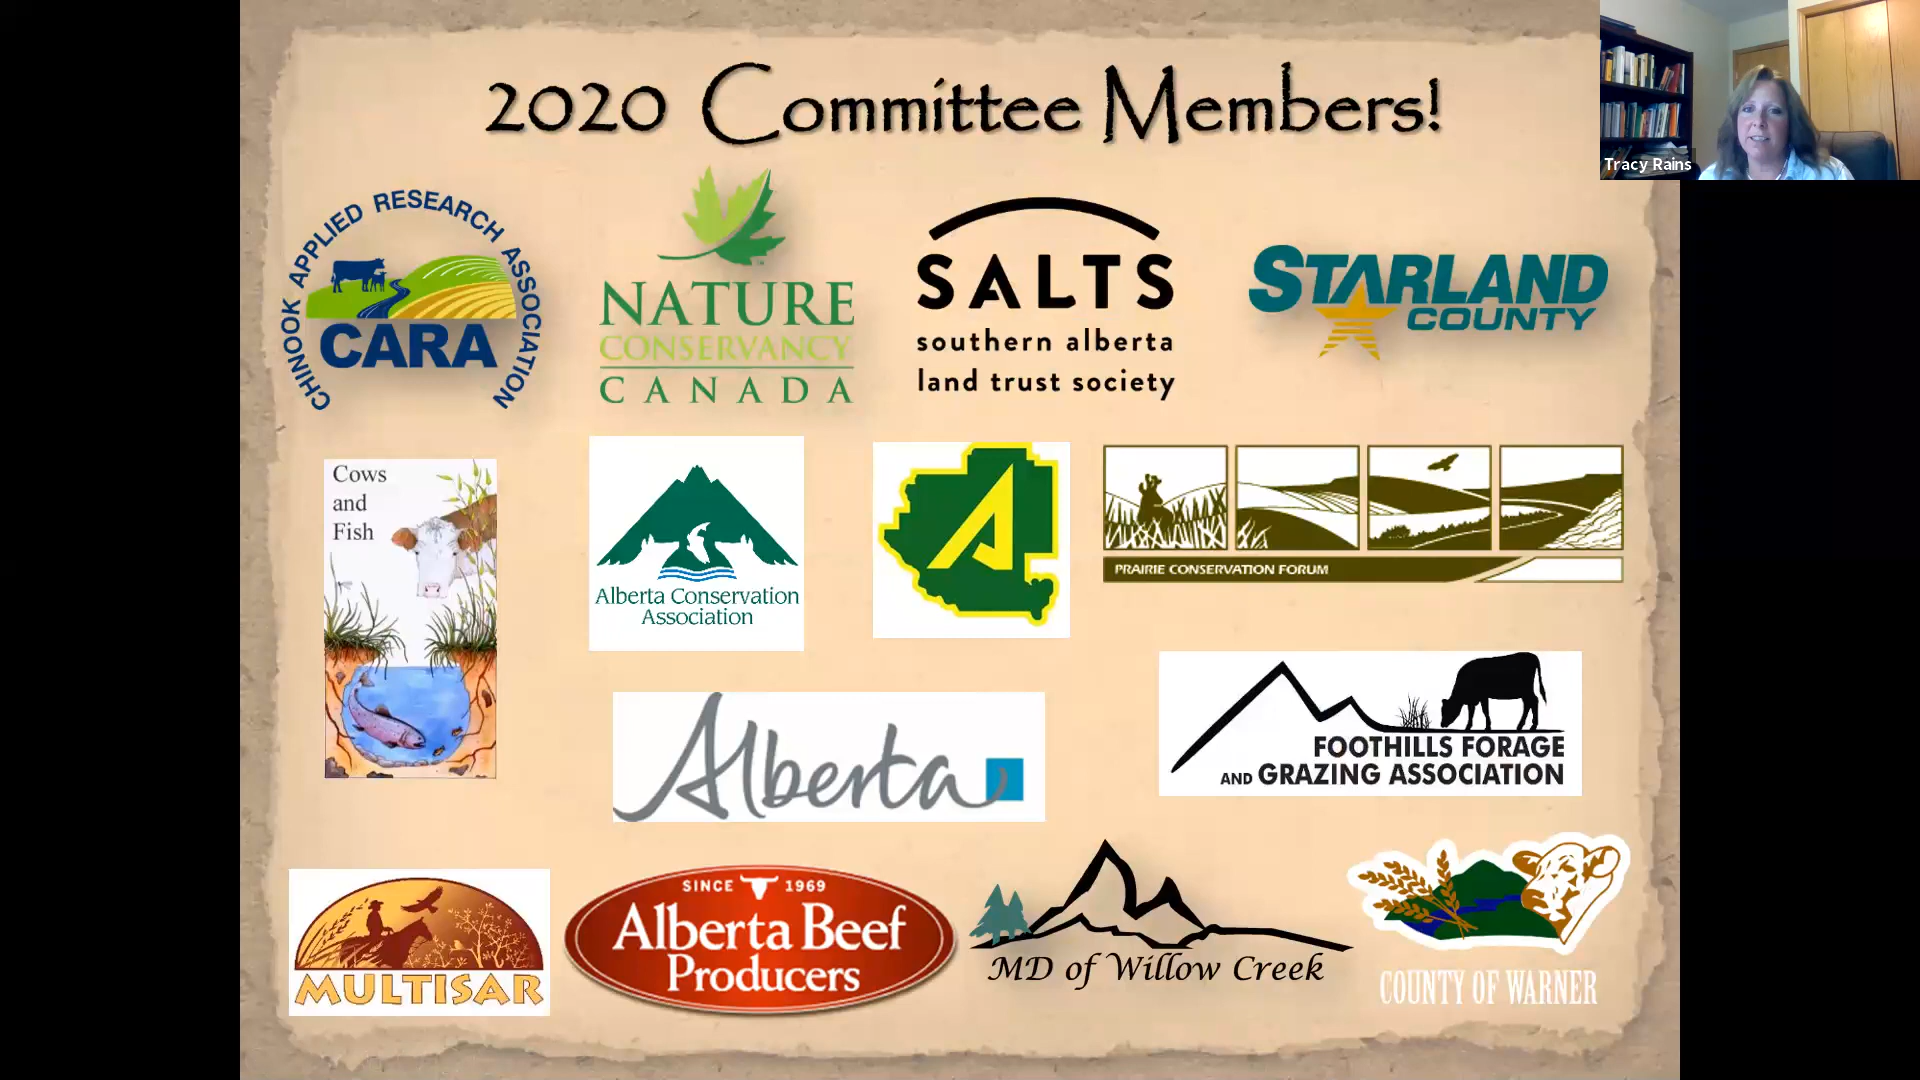 2020 Committee Members!
Tracy Rains
CHINOOK APPLIED RESEARCH ASSOCIATION
CARA
NATURE
CONSERVANCY
CANADA
SALTS
southern alberta
land trust society
STARLAND
COUNTY
Cows
and
Fish
Alberta Conservation
Association
A
PRAIRIE CONSERVATION FORUM
Alberta
FOOTHILLS FORAGE
AND GRAZING ASSOCIATION
MULTISAR
SINCE 1969
Alberta Beef
Producers
MD of Willow Creek
COUNTY OF WARNER